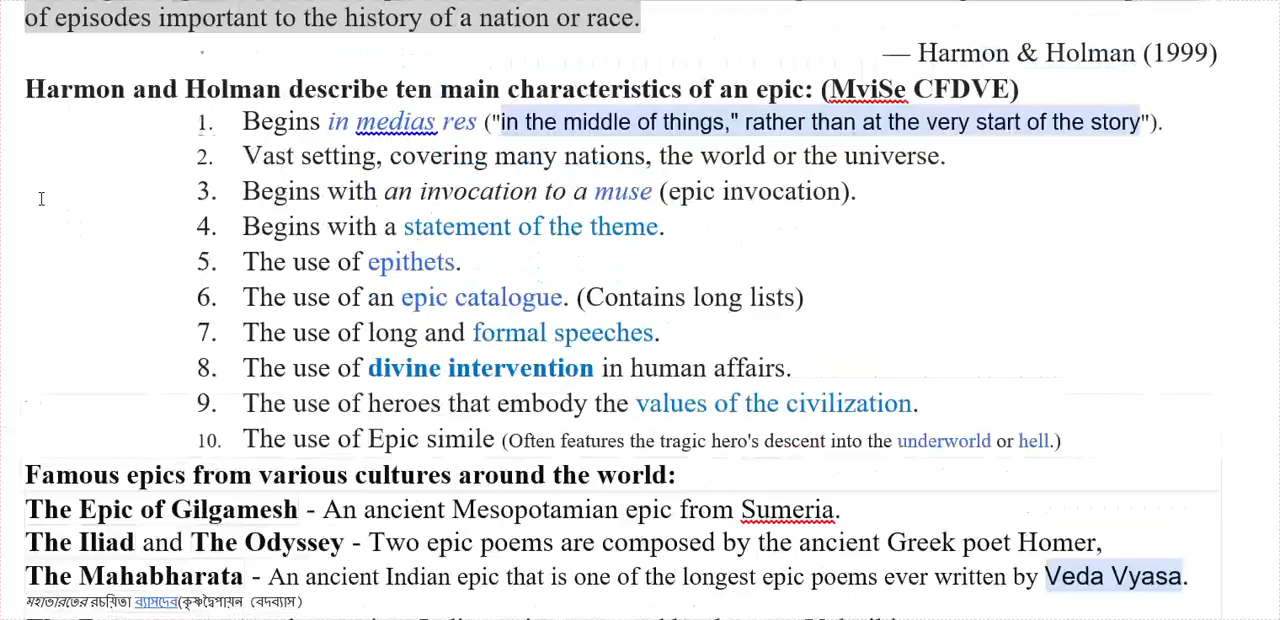 of episodes important to the history of a nation or race.
— Harmon & Holman (1999)
Harmon and Holman describe ten main characteristics of an epic: (MviSe CFDVE)
1. Begins in medias res ("in the middle of things," rather than at the very start of the story").
2. Vast setting, covering many nations, the world or the universe.
3. Begins with an invocation to a muse (epic invocation).
4. Begins with a statement of the theme.
5. The use of epithets.
6. The use of an epic catalogue. (Contains long lists)
7. The use of long and formal speeches.
8. The use of divine intervention in human affairs.
9. The use of heroes that embody the values of the civilization.
10. The use of Epic simile (Often features the tragic hero's descent into the underworld or hell.)
Famous epics from various cultures around the world:
The Epic of Gilgamesh - An ancient Mesopotamian epic from Sumeria.
The Iliad and The Odyssey - Two epic poems are composed by the ancient Greek poet Homer,
The Mahabharata - An ancient Indian epic that is one of the longest epic poems ever written by Veda Vyasa.
মহাভারতের রচয়িতা ব্যাসদেব(কৃষ্ণদ্বৈপায়ন বেদব্যাস)